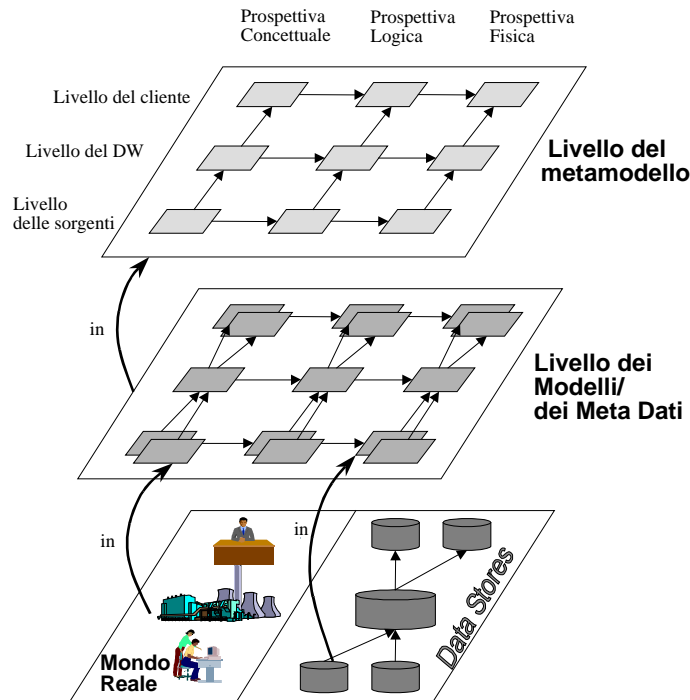 Prospettiva
Concettuale
Prospettiva
Logica
Prospettiva
Fisica
Livello del cliente
Livello del DW
Livello
delle sorgenti
Livello del
metamodello
in
Livello dei
Modelli/
dei Meta Dati
in
in
Mondo
Reale
Data Stores